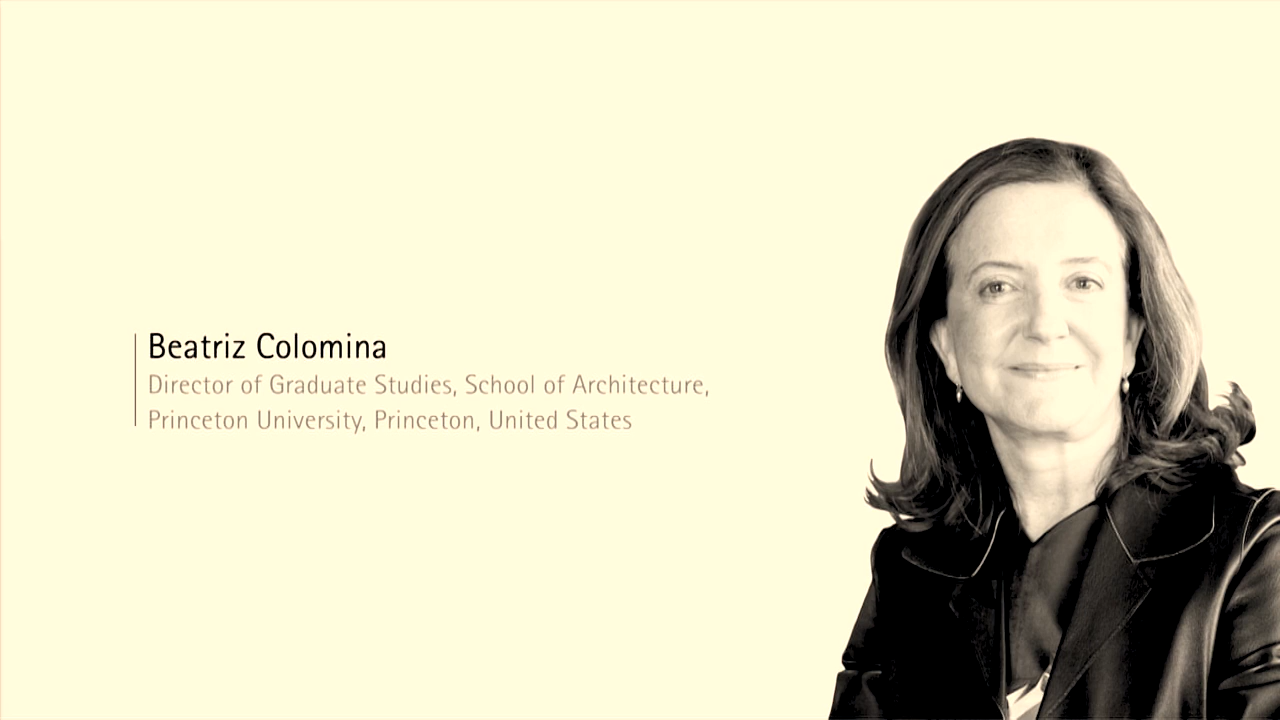 Beatriz Colomina
Director of Graduate Studies, School of Architecture,
Princeton University, Princeton, United States